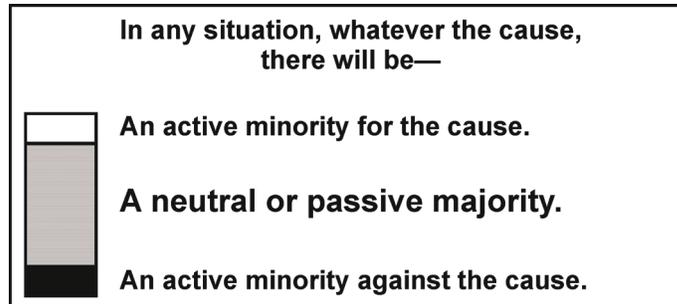 In any situation, whatever the cause,
there will be—
An active minority for the cause.
A neutral or passive majority.
An active minority against the cause.